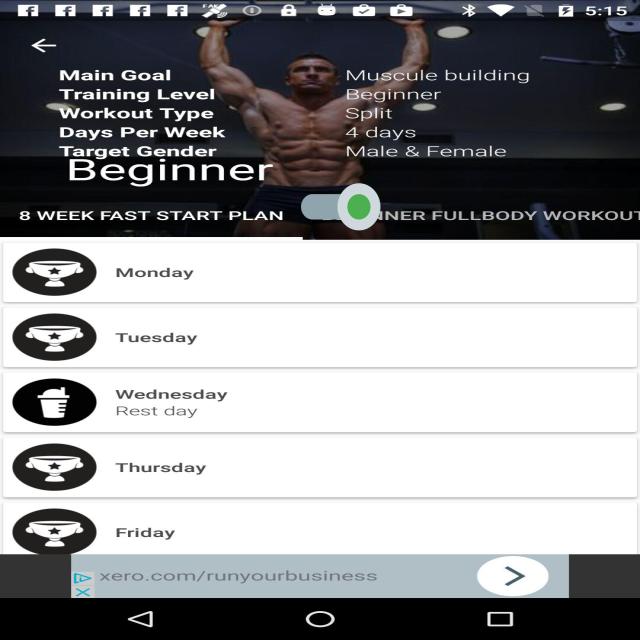 5:15
Main Goal Muscule building
Training Level Beginner
Workout Type Split
Days Per Week 4 days
Target Gender Male & Female
Beginner
8 WEEK FAST START PLAN NNER FULLBODY WORKOUT
Monday
Tuesday
Wednesday
Rest day
Thursday
Friday
xero.com/runyourbusiness